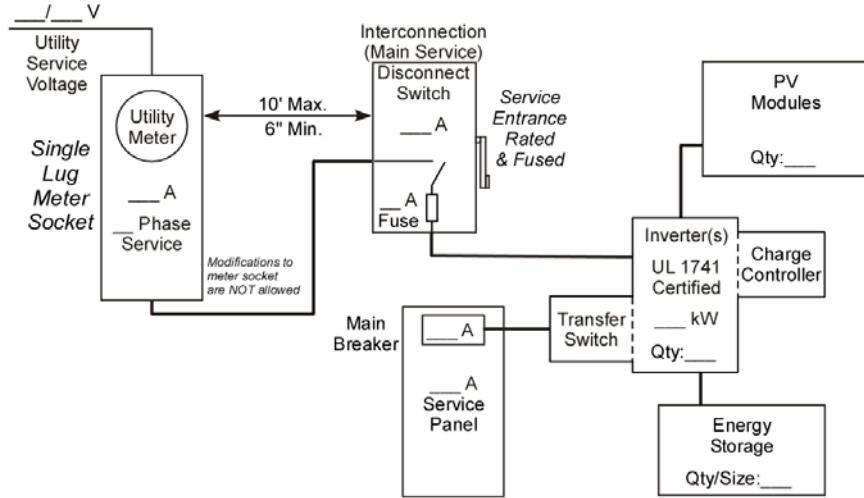 ___/___ V
Utility
Service
Voltage
Utility
Meter
___ A
__ Phase
Service
Single
Lug
Meter
Socket
Modifications to
meter socket
are NOT allowed
10' Max.
6" Min.
Interconnection
(Main Service)
Disconnect
Switch
___ A
__ A
Fuse
Service
Entrance
Rated
& Fused
PV
Modules
Qty:___
Inverter(s)
UL 1741
Certified
___ kW
Qty:___
Charge
Controller
Transfer
Switch
Main
Breaker
___ A
___ A
Service
Panel
Energy
Storage
Qty/Size:___